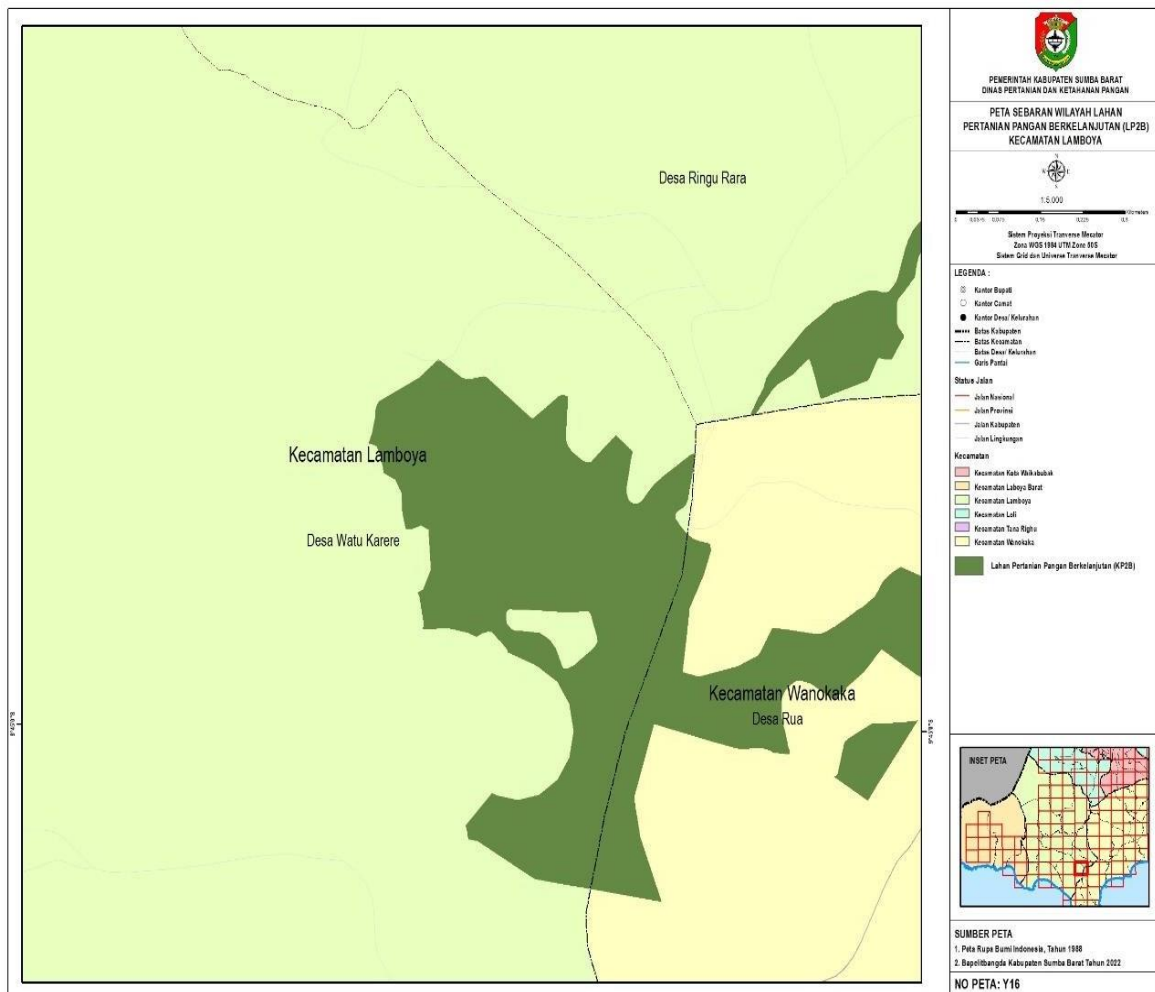 Desa Ringu Rara
Kecamatan Lamboya
Desa Watu Karere
Kecamatan Wanokaka
Desa Rua
PEMERINTAH KABUPATEN SUMBA BARAT
DINAS PERTANIAN DAN KETAHANAN PANGAN
PETA SEBARAN WILAYAH LAHAN
PERTANIAN PANGAN BERKELANJUTAN (LP2B)
KECAMATAN LAMBOYA
N
W E
S
1:5,000
Kilometers
Sistem Proyeksi Tranverse Mecator
Zona WGS 1984 UTM Zone 50S
Sistem Grid dan Universe Tranverse Mecator
LEGENDA :
Kantor Bupati
Kantor Camat
Kantor Desa/ Kelurahan
Batas Kabupaten
Batas Kecamatan
Batas Desa/ Kelurahan
Garis Pantai
Status Jalan
Jalan Nasional
Jalan Provinsi
Jalan Kabupaten
Jalan Lingkungan
Kecamatan
Kecamatan Kota Waikabubak
Kecamatan Laboya Barat
Kecamatan Lamboya
Kecamatan Loli
Kecamatan Tana Righu
Kecamatan Wanokaka
Lahan Pertanian Pangan Berkelanjutan (KP2B)
INSET PETA
SUMBER PETA
1. Peta Rupa Bumi Indonesia, Tahun 1988
2. Bapelitbangda Kabupaten Sumba Barat Tahun 2022
NO PETA: Y16